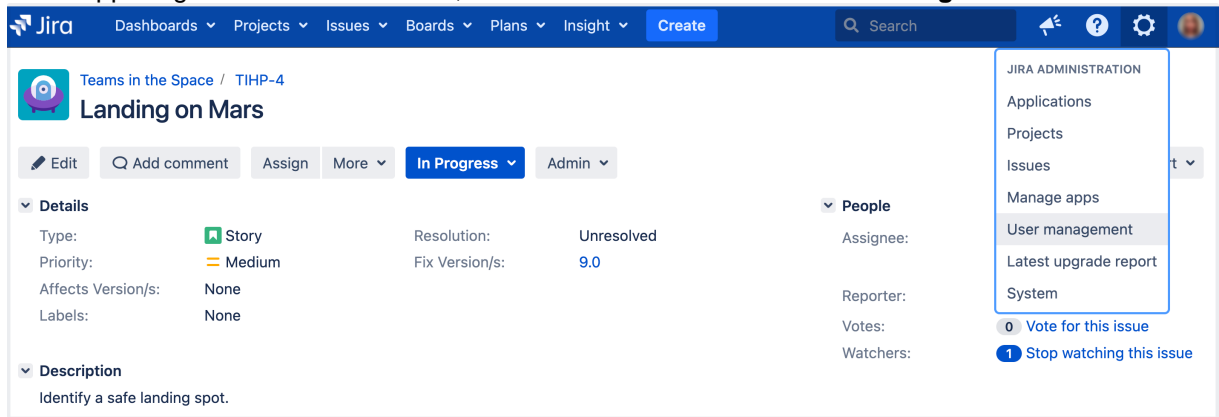 Jira Dashboards Projects Issues Boards Plans Insight Create Search ?
Teams in the Space / TIHP-4
Landing on Mars
Edit Add comment Assign More In Progress Admin
JIRA ADMINISTRATION
Applications
Projects
Issues
Manage apps
User management
Latest upgrade report
System
Details
Type: Story Resolution: Unresolved
Priority: Medium Fix Version/s: 9.0
Affects Version/s: None
Labels: None
People
Assignee:
Reporter:
Votes: 0 Vote for this issue
Watchers: 1 Stop watching this issue
Description
Identify a safe landing spot.